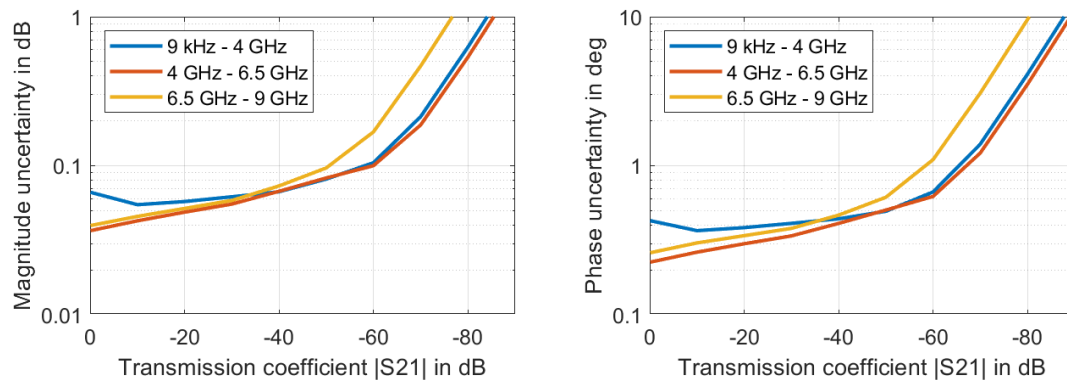 1
0.1
0.01
Magnitude uncertainty in dB
9 kHz - 4 GHz
4 GHz - 6.5 GHz
6.5 GHz - 9 GHz
0
-20
-40
-60
-80
Transmission coefficient |S21| in dB
10
1
0.1
Phase uncertainty in deg
9 kHz - 4 GHz
4 GHz - 6.5 GHz
6.5 GHz - 9 GHz
0
-20
-40
-60
-80
Transmission coefficient |S21| in dB